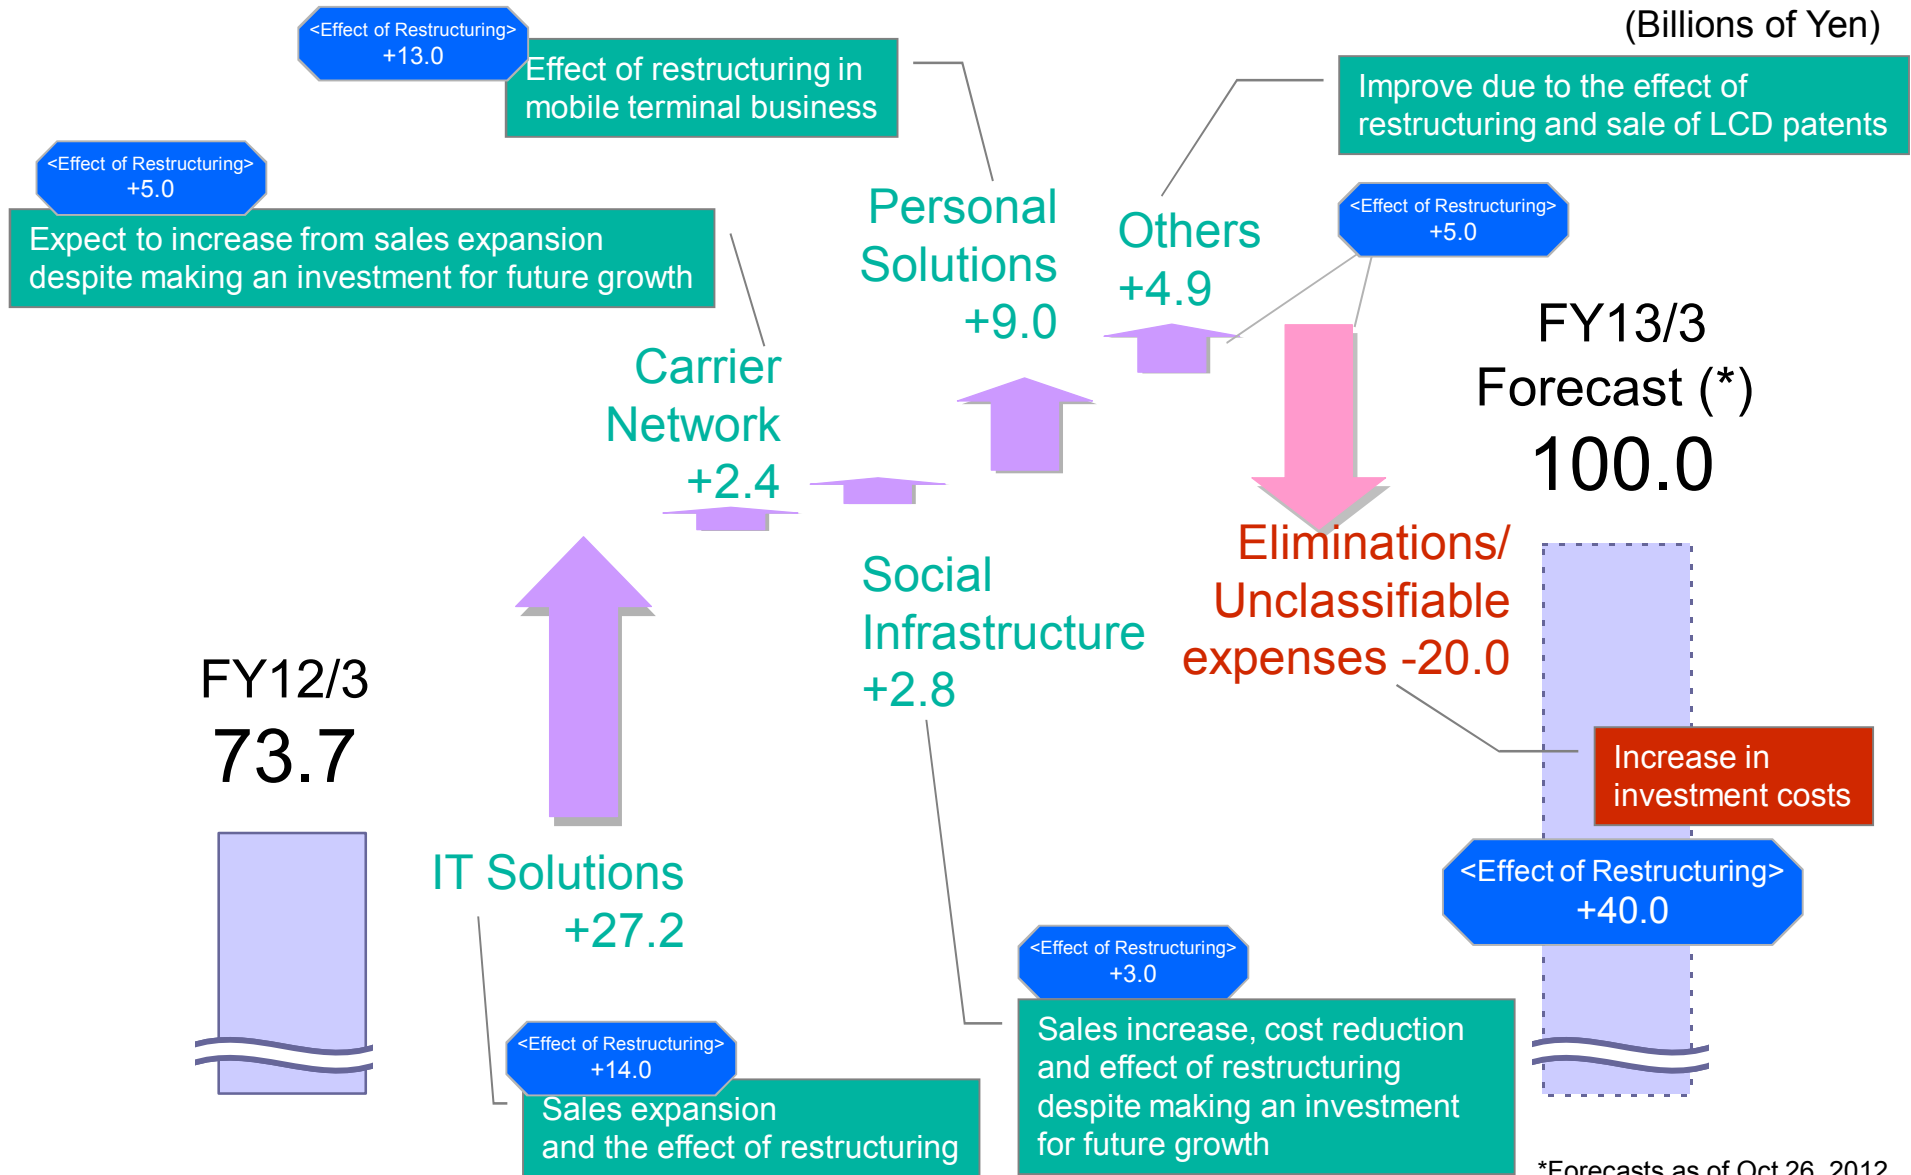 (Billions of Yen)
<Effect of Restructuring>
+13.0
Effect of restructuring in
mobile terminal business
Improve due to the effect of
restructuring and sale of LCD patents
<Effect of Restructuring>
+5.0
Expect to increase from sales expansion
despite making an investment for future growth
Personal
Solutions
+9.0
Others
+4.9
<Effect of Restructuring>
+5.0
Carrier
Network
+2.4
FY13/3
Forecast (*)
100.0
Social
Infrastructure
+2.8
Eliminations/
Unclassifiable
expenses -20.0
FY12/3
73.7
Increase in
investment costs
IT Solutions
+27.2
<Effect of Restructuring>
+40.0
<Effect of Restructuring>
+3.0
Sales increase, cost reduction
and effect of restructuring
despite making an investment
for future growth
<Effect of Restructuring>
+14.0
Sales expansion
and the effect of restructuring
*Forecasts as of Oct 26, 2012